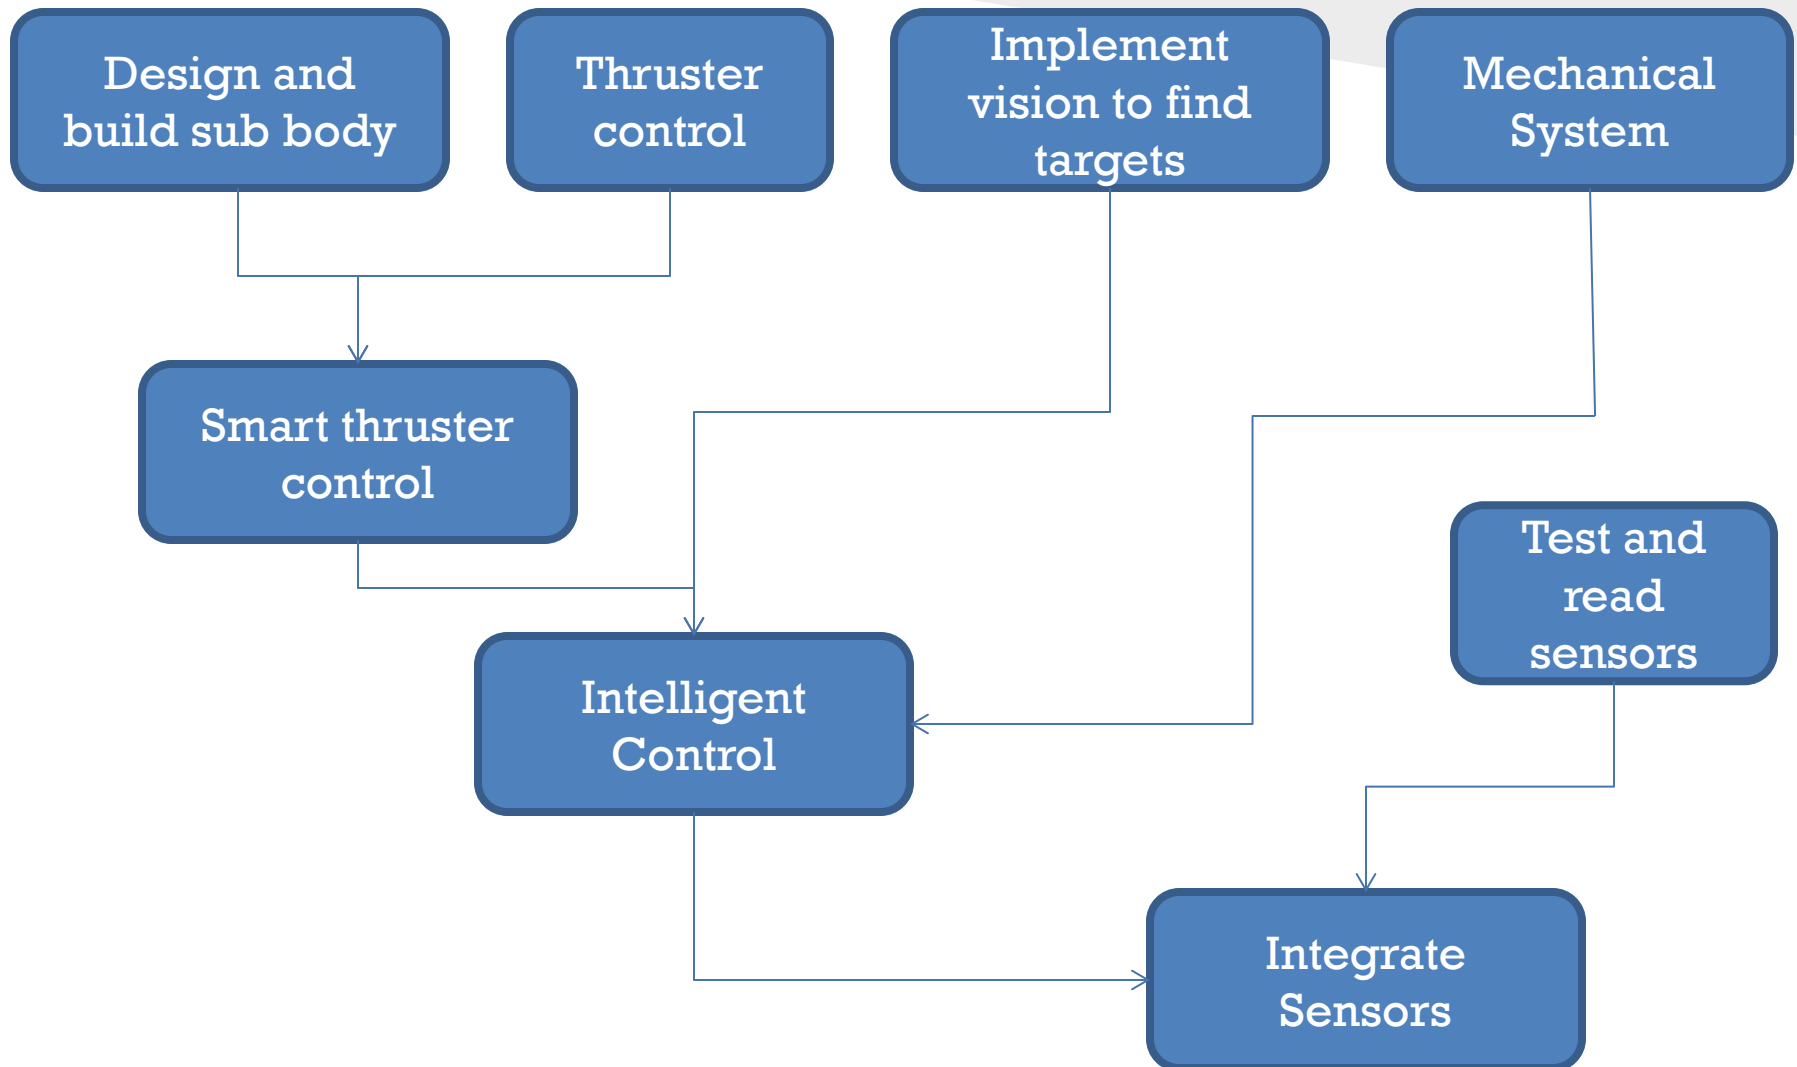 Design and
build sub body
Thruster
control
Implement
vision to find
targets
Mechanical
System
Smart thruster
control
Test and
read
sensors
Intelligent
Control
Integrate
Sensors